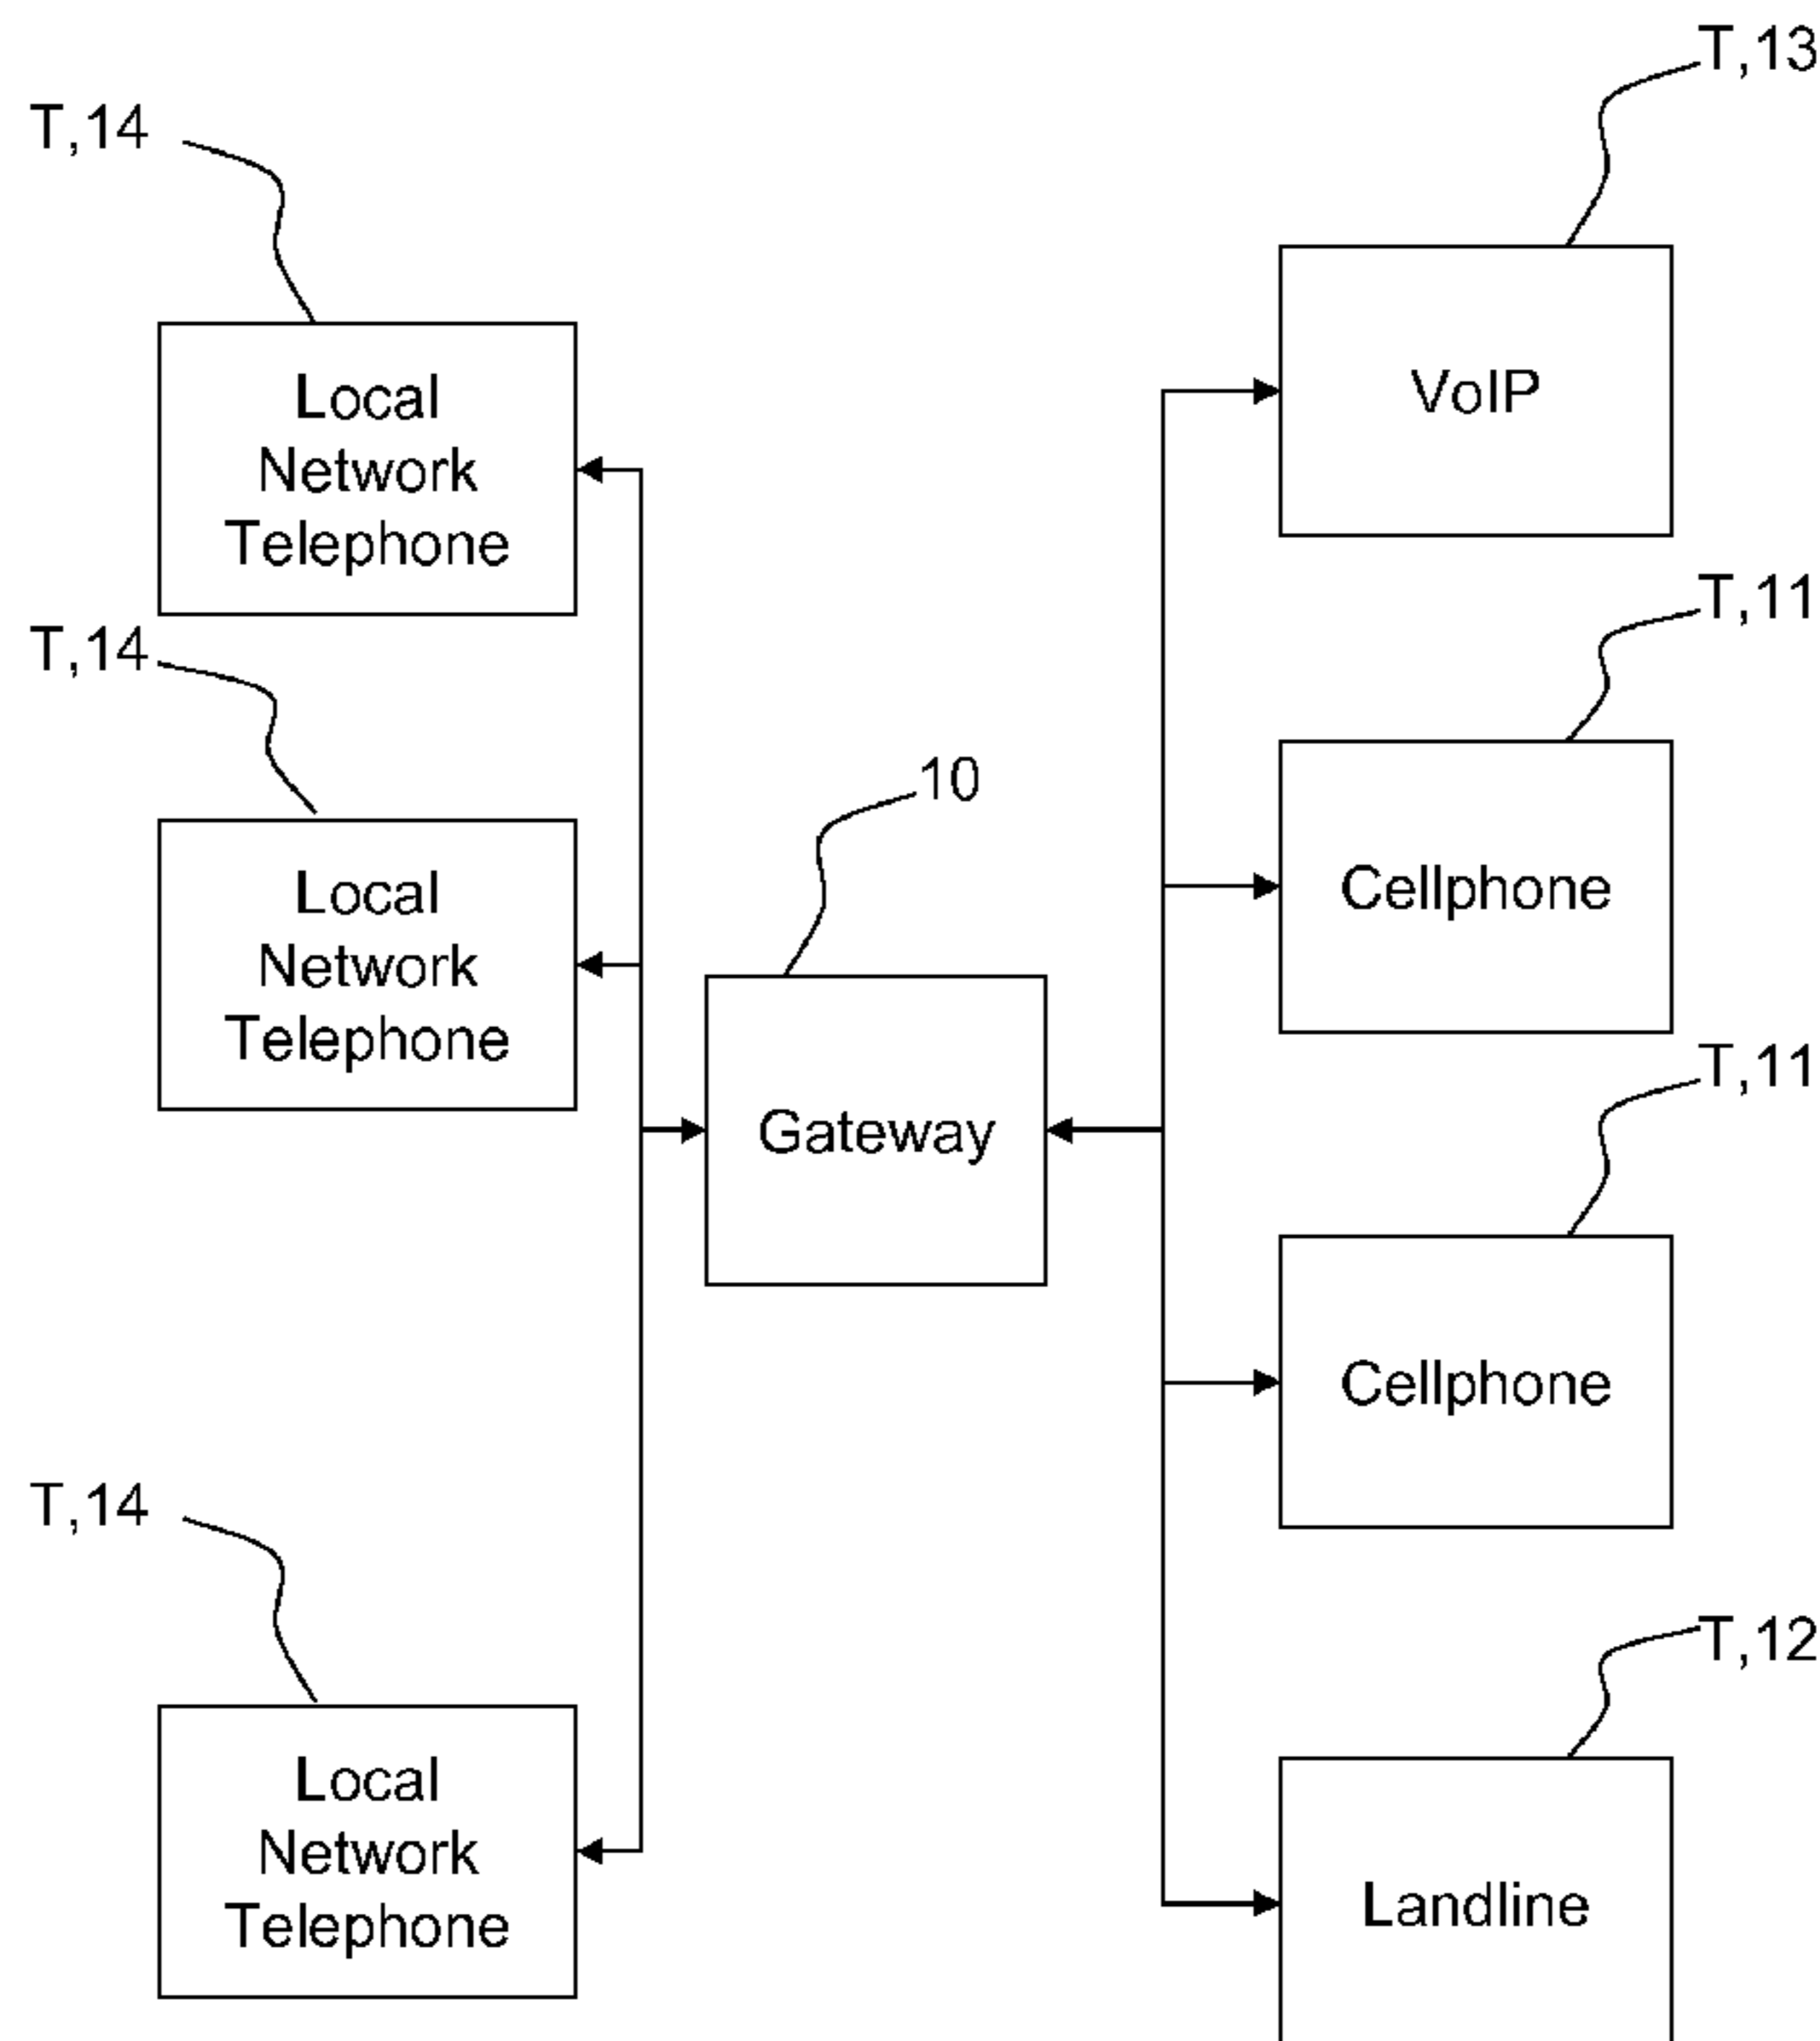 T,13
T,14
Local
Network
Telephone
VoIP
T,14
T,11
10
Local
Network
Telephone
Cellphone
Gateway
T,11
Cellphone
T,14
T,12
Local
Network
Telephone
Landline